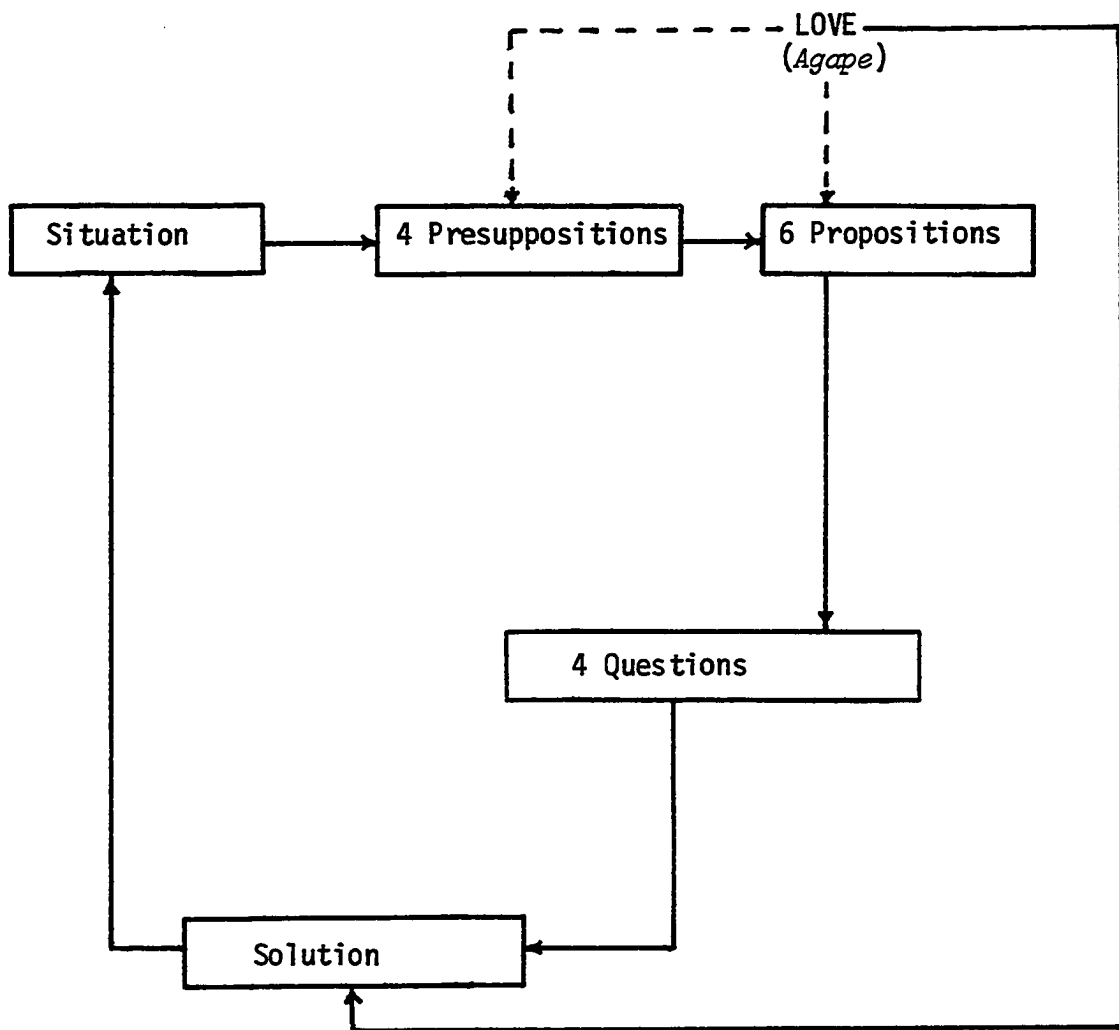 LOVE
(Agape)
Situation
4 Presuppositions
6 Propositions
4 Questions
Solution